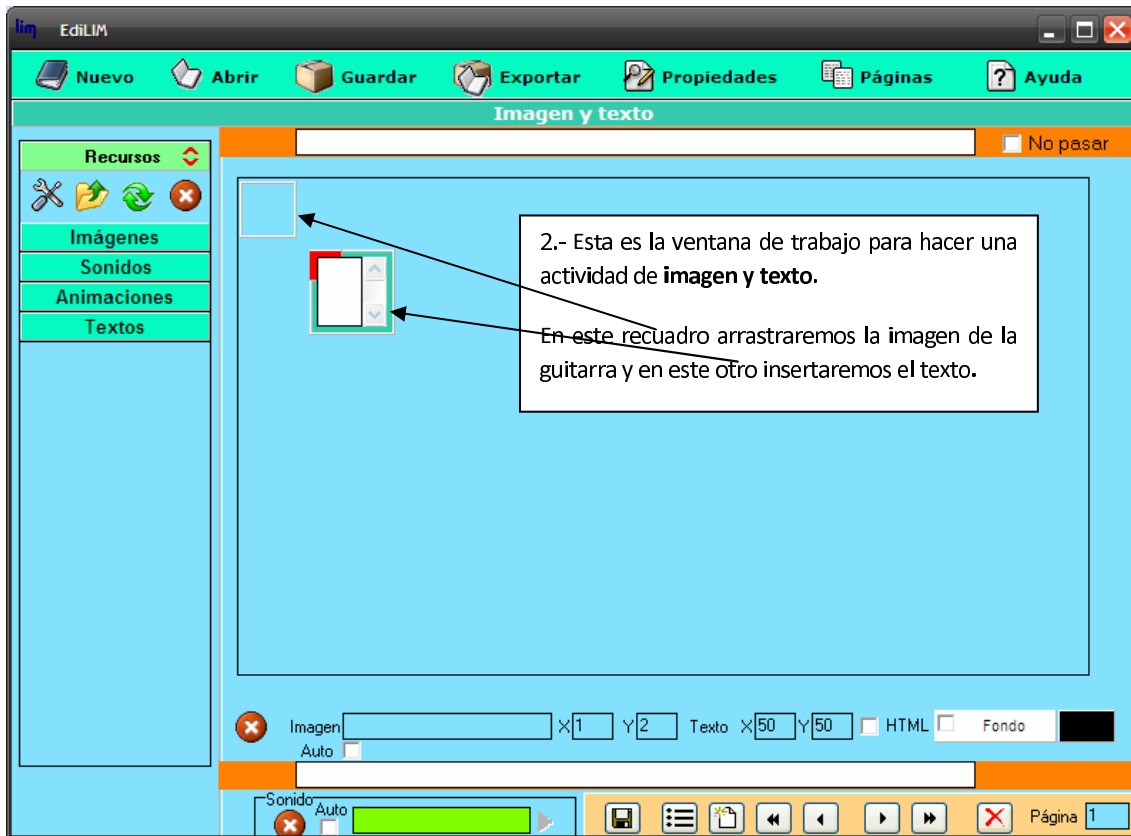 lim EdiLIM
Nuevo Abrir Guardar Exportar Propiedades Páginas Ayuda
Imagen y texto
No pasar
Recursos
Imágenes
Sonidos
Animaciones
Textos
2.- Esta es la ventana de trabajo para hacer una
actividad de imagen y texto.
En este recuadro arrastraremos la imagen de la
guitarra y en este otro insertaremos el texto.
Imagen X 1 Y 2 Texto X 50 Y 50 HTML Fondo
Auto
Sonido Auto
Página 1